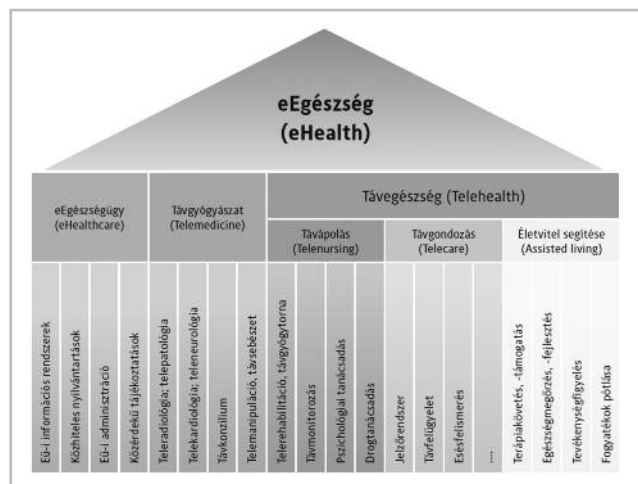 eEgészség
(eHealth)
eEgészségügy
(eHealthcare)
Távgyógyászat
(Telemedicine)
Távegészség (Telehealth)
Távápolás
(Telenursing)
Távgondozás
(Telecare)
Életvitel segítése
(Assisted living)
Eü-i információs rendszerek
Közhiteles nyilvántartások
Eü-i adminisztráció
Közérdekű tájékoztatások
Teleradiológia; telepatológia
Telekardiológia; teleneurológia
Távkonzílium
Telemanipuláció, távsebészet
Telerehabilitáció, távgyógytorna
Távmonitorozás
Pszichológiai tanácsadás
Drogtanácsadás
Jelzőrendszer
Távfelügyelet
Esésfelismerés
....
Terápiakövetés, -támogatás
Egészségmegőrzés, -fejlesztés
Tevékenységfigyelés
Fogyatékok pótlása